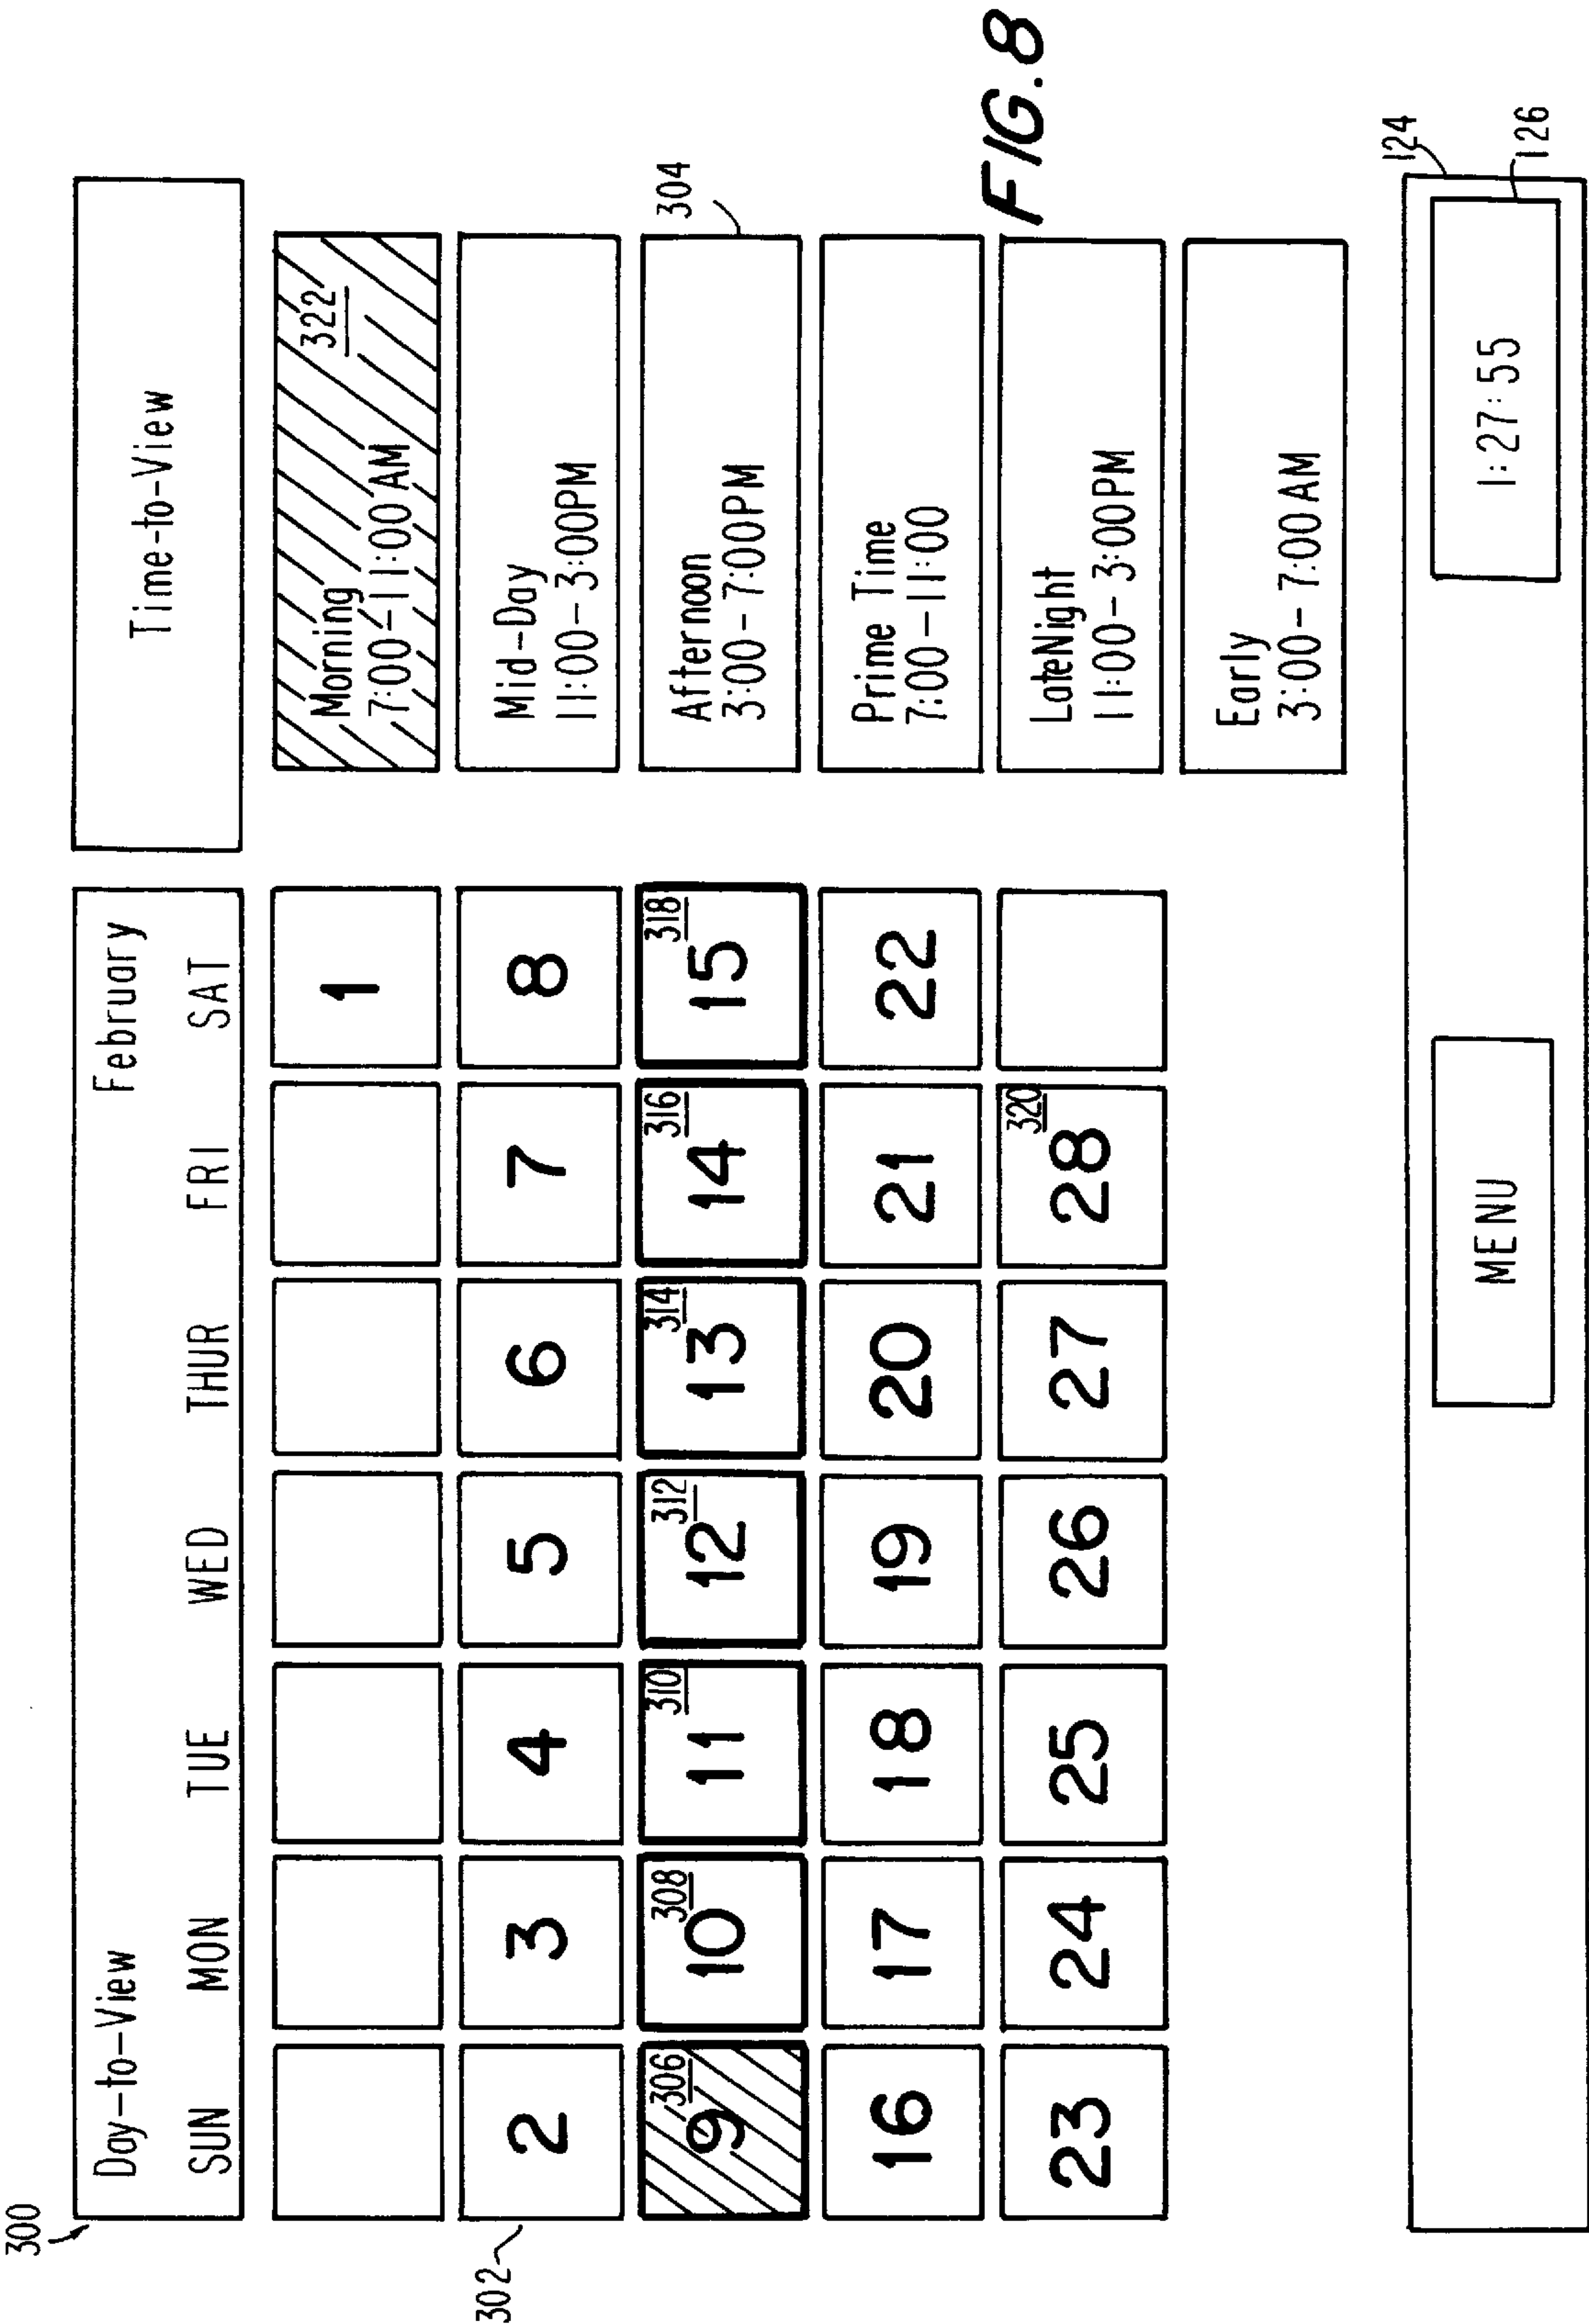 300
Day-to-View February
SUN MON TUE WED THUR FRI SAT
Time-to-View
1
322
Morning
7:00-11:00 AM
302
2 3 4 5 6 7 8
Mid-Day
11:00-3:00PM
306 308 310 312 314 316 318
9 10 11 12 13 14 15
Afternoon
3:00-7:00PM
304
16 17 18 19 20 21 22
Prime Time
7:00-11:00
320
23 24 25 26 27 28
LateNight
11:00-3:00PM
Early
3:00-7:00AM
FIG. 8
MENU
1:27:55
124
126